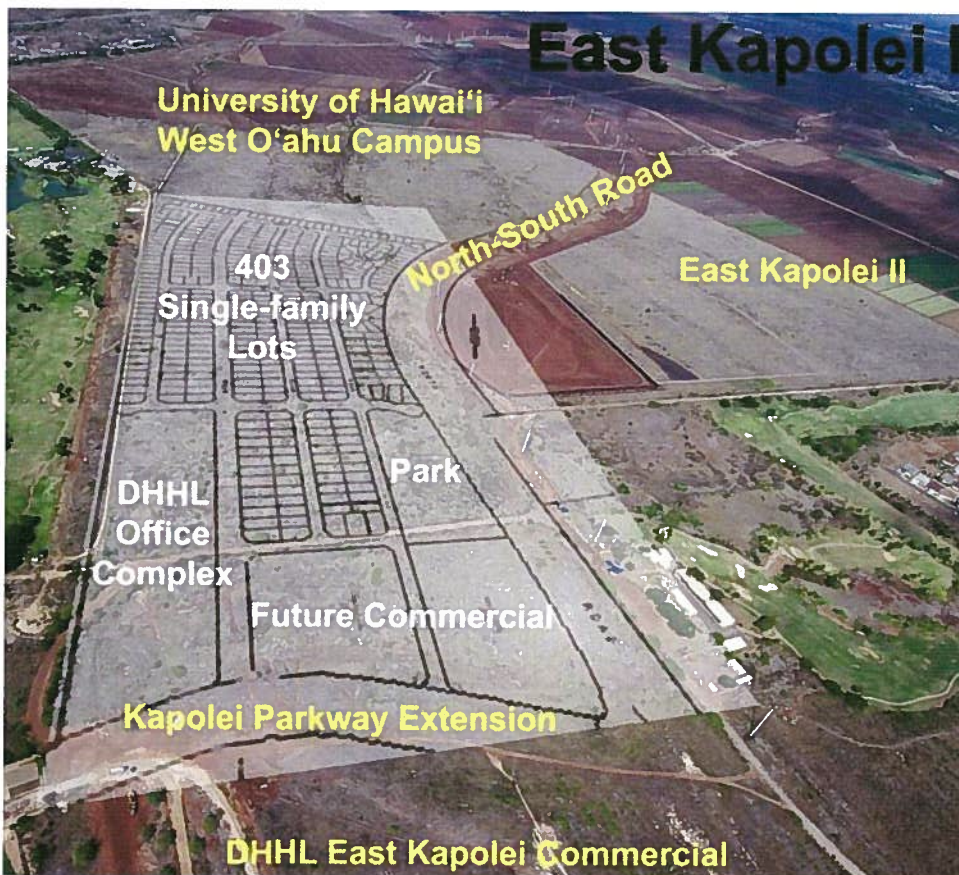 East Kapolei I
University of Hawaiʻi
West Oʻahu Campus
North-South Road
403
Single-family
Lots
East Kapolei II
Park
DHHL
Office
Complex
Future Commercial
Kapolei Parkway Extension
DHHL East Kapolei Commercial